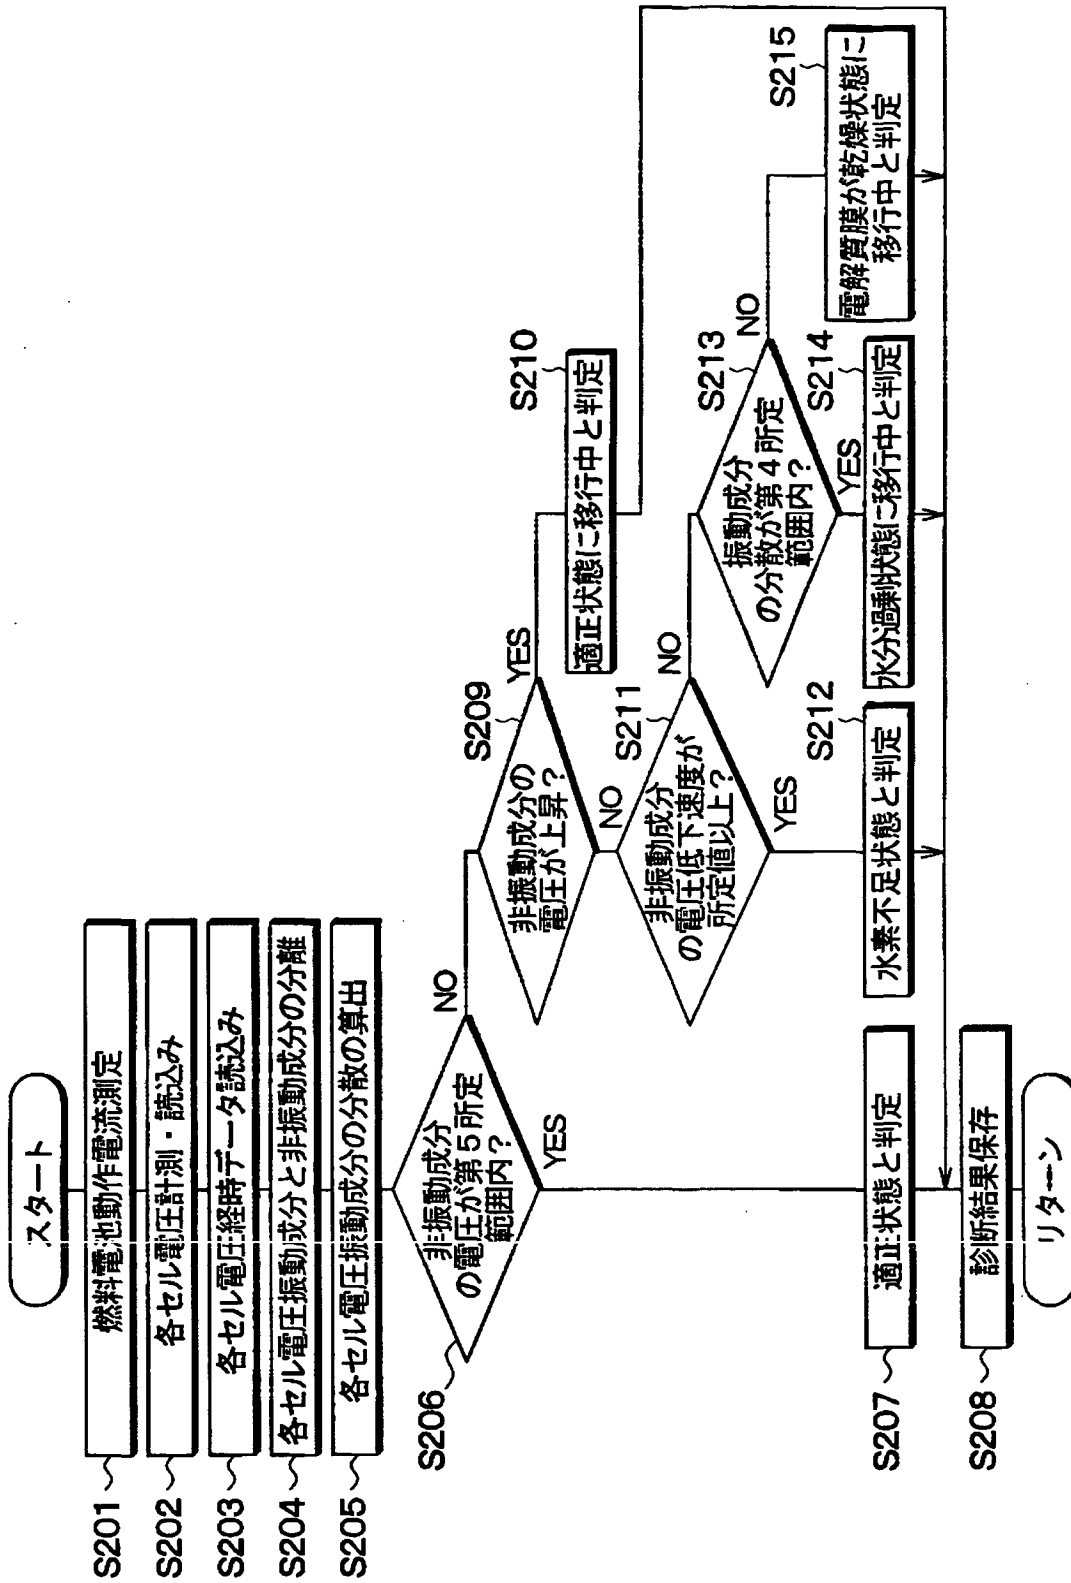 スタート
S201
燃料電池動作電流測定
S202
各セル電圧計測・読込み
S203
各セル電圧経時データ読込み
S204
各セル電圧振動成分と非振動成分の分離
S205
各セル電圧振動成分の分散の算出
S206
非振動成分
の電圧が第5所定
範囲内?
NO
YES
S207
適正状態と判定
S208
診断結果保存
リターン
S209
非振動成分の
電圧が上昇?
YES
NO
S210
適正状態に移行中と判定
S211
非振動成分
の電圧低下速度が
所定値以上?
NO
YES
S212
水素不足状態と判定
S213
振動成分
の分散が第4所定
範囲内?
NO
YES
S214
水分過剰状態に移行中と判定
S215
電解質膜が乾燥状態に
移行中と判定